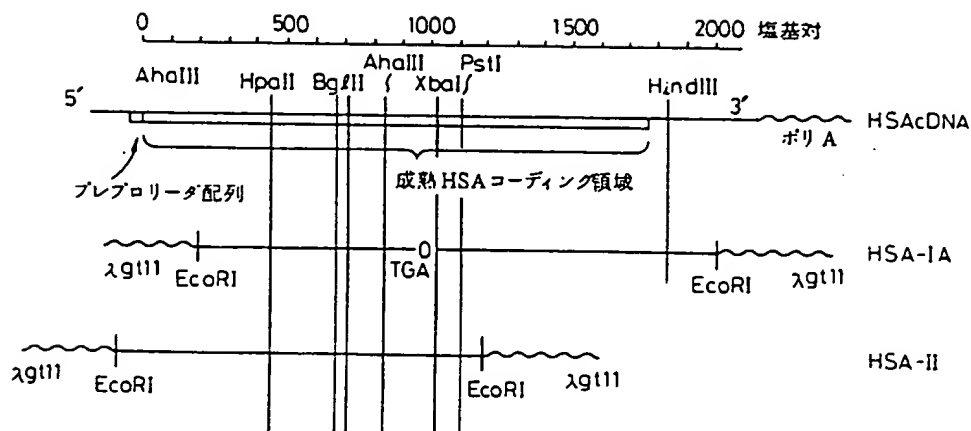 0 500 1000 1500 2000 塩基対
AhaIII HpaII BglII AhaIII XbaI PstI HindIII
5' 3' HSAcDNA
ポリA
プレプロリーダ配列 成熟HSAコーディング領域
0
TGA
HSA-IA
λgt11 EcoRI EcoRI λgt11
HSA-II
λgt11 EcoRI EcoRI λgt11